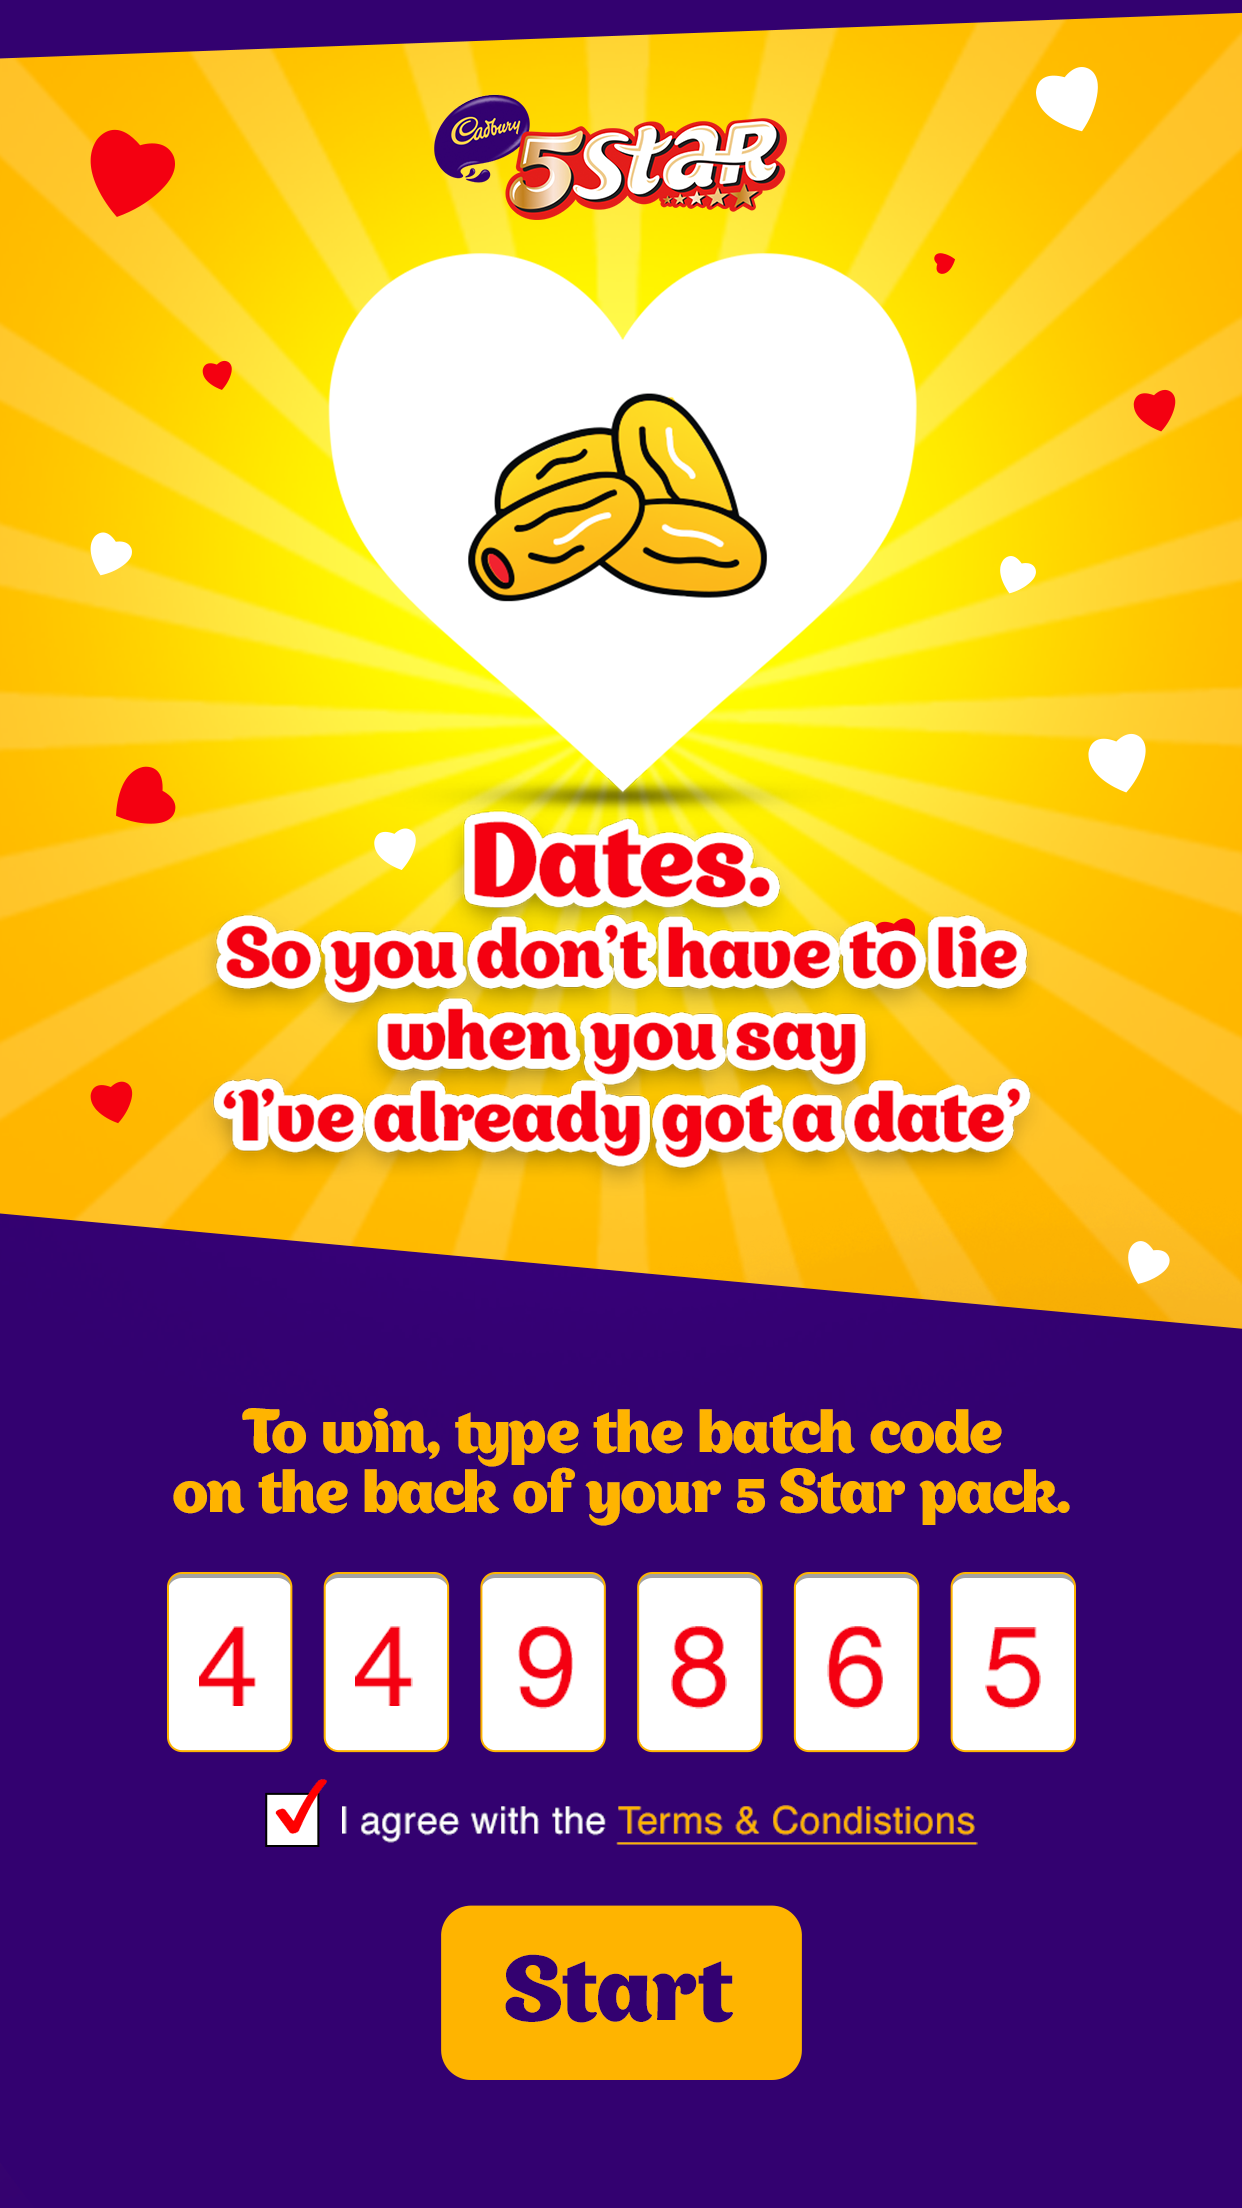 Cadbury
5Star
Dates.
So you don't have to lie
when you say
'I've already got a date'
To win, type the batch code
on the back of your 5 Star pack.
4 4 9 8 6 5
I agree with the Terms & Condistions
Start